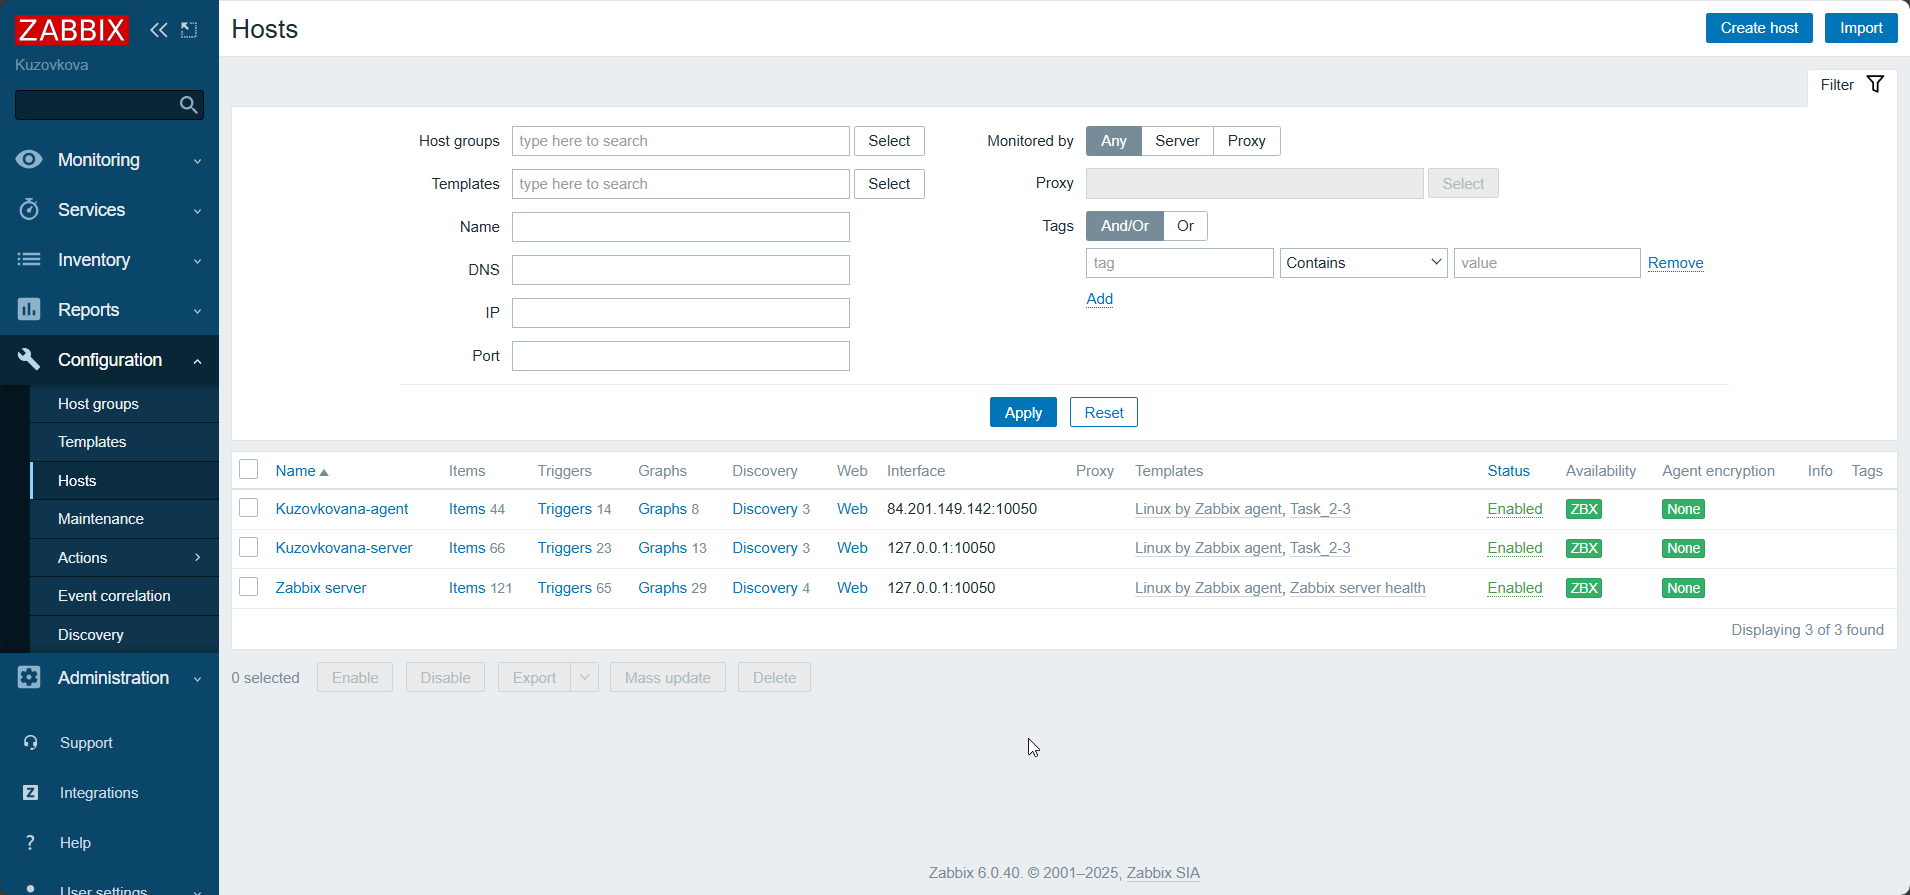 ZABBIX
Kuzovkova
Monitoring
Services
Inventory
Reports
Configuration
Host groups
Templates
Hosts
Maintenance
Actions
Event correlation
Discovery
Administration
Support
Integrations
Help
User settings
Hosts
Create host Import
Filter
Host groups type here to search Select
Templates type here to search Select
Name
DNS
IP
Port
Monitored by Any Server Proxy
Proxy Select
Tags And/Or Or
tag Contains value Remove
Add
Apply Reset
Name Items Triggers Graphs Discovery Web Interface Proxy Templates Status Availability Agent encryption Info Tags
Kuzovkovana-agent Items 44 Triggers 14 Graphs 8 Discovery 3 Web 84.201.149.142:10050 Linux by Zabbix agent, Task_2-3 Enabled ZBX None
Kuzovkovana-server Items 66 Triggers 23 Graphs 13 Discovery 3 Web 127.0.0.1:10050 Linux by Zabbix agent, Task_2-3 Enabled ZBX None
Zabbix server Items 121 Triggers 65 Graphs 29 Discovery 4 Web 127.0.0.1:10050 Linux by Zabbix agent, Zabbix server health Enabled ZBX None
Displaying 3 of 3 found
0 selected Enable Disable Export Mass update Delete
Zabbix 6.0.40. © 2001–2025, Zabbix SIA